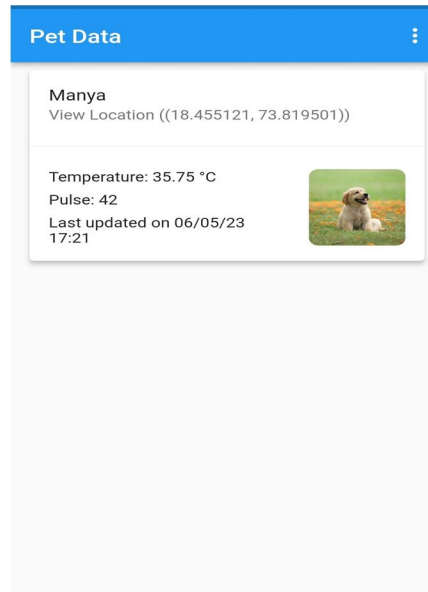 Pet Data
Manya
View Location ((18.455121, 73.819501))
Temperature: 35.75 °C
Pulse: 42
Last updated on 06/05/23
17:21